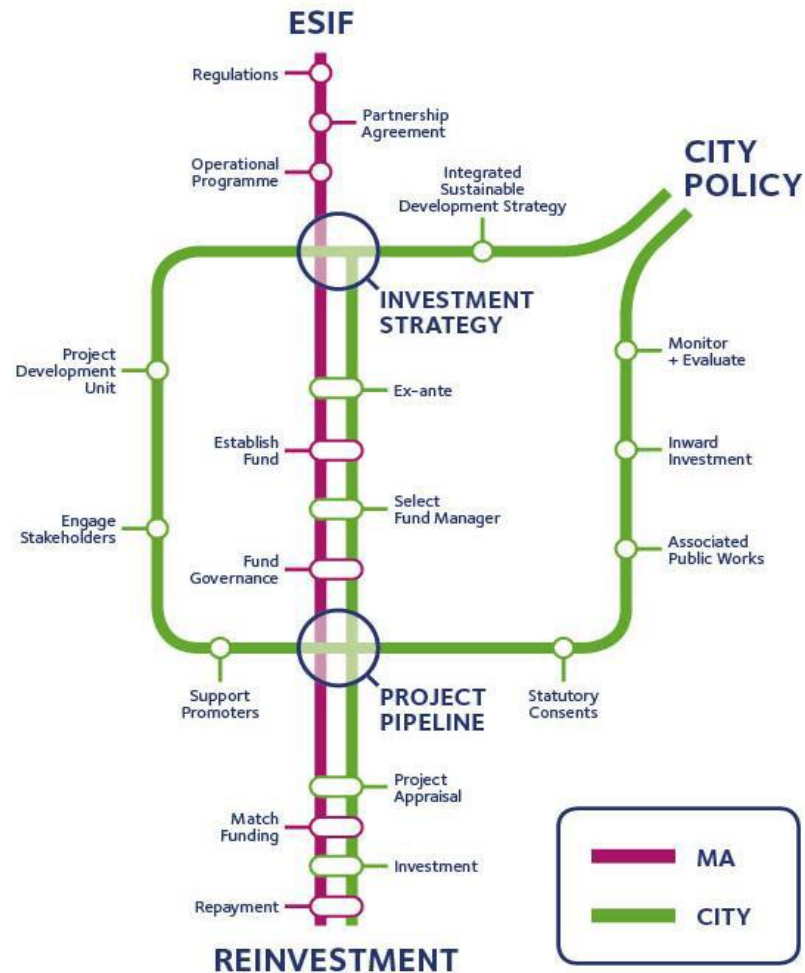 ESIF
Regulations
Partnership
Agreement
Operational
Programme
CITY
POLICY
Integrated
Sustainable
Development Strategy
INVESTMENT
STRATEGY
Project
Development
Unit
Monitor
+ Evaluate
Ex-ante
Establish
Fund
Inward
Investment
Select
Fund Manager
Engage
Stakeholders
Associated
Public Works
Fund
Governance
Support
Promoters
PROJECT
PIPELINE
Statutory
Consents
Project
Appraisal
Match
Funding
Investment
Repayment
REINVESTMENT
MA
CITY